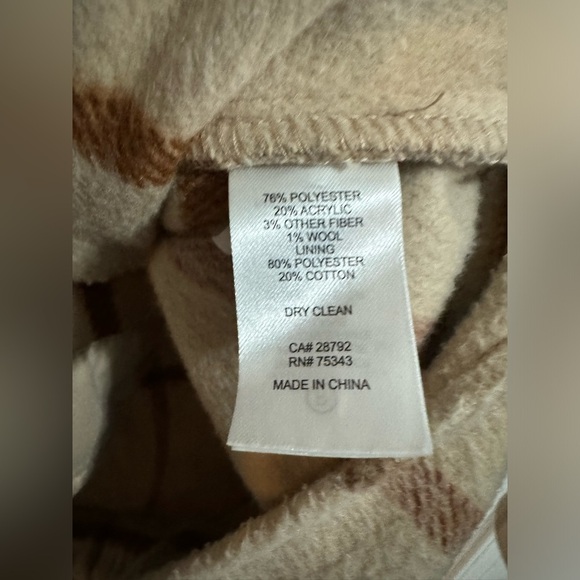 76% POLYESTER
20% ACRYLIC
3% OTHER FIBER
1% WOOL
LINING
80% POLYESTER
20% COTTON
DRY CLEAN
CA# 28792
RN# 75343
MADE IN CHINA